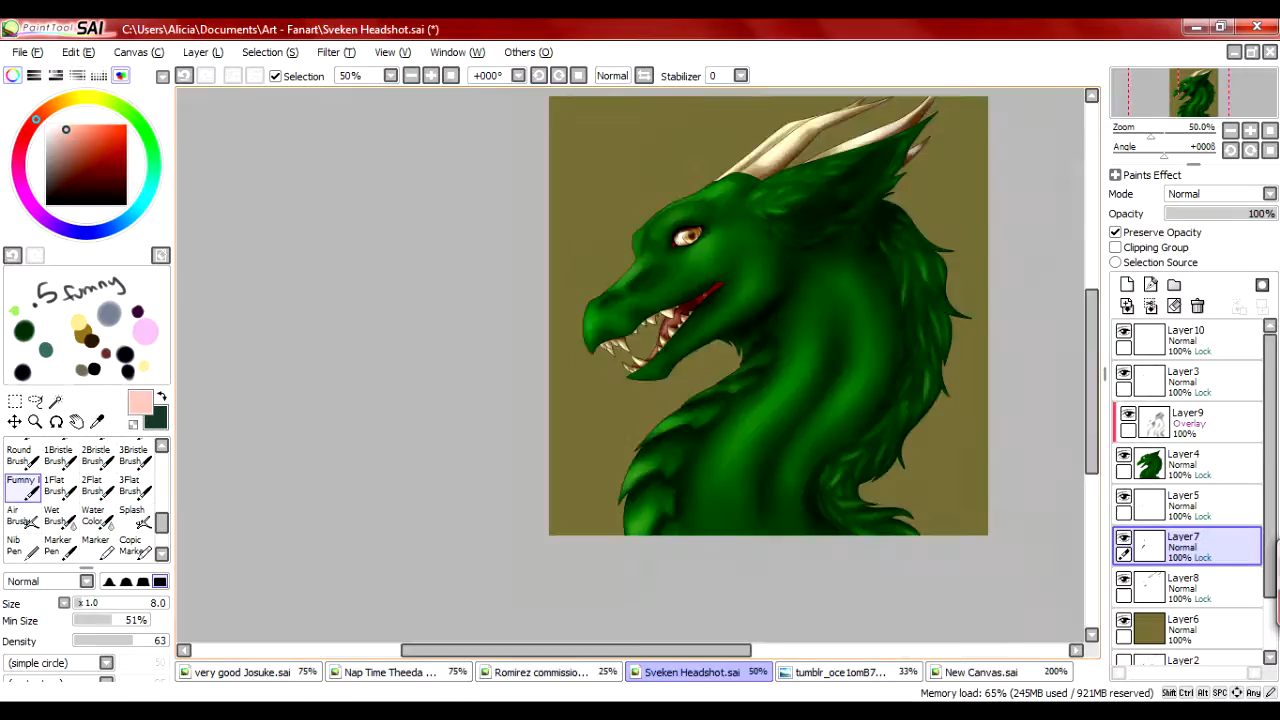 PaintTool SAI C:\Users\Alicia\Documents\Art - Fanart\Sveken Headshot.sai (*)
File (F) Edit (E) Canvas (C) Layer (L) Selection (S) Filter (T) View (V) Window (W) Others (O)
Selection 50% +000° Normal Stabilizer 0
Zoom 50.0%
Angle +000ß
Paints Effect
Mode Normal
Opacity 100%
Preserve Opacity
Clipping Group
Selection Source
.5 funny
Round Brush 1Bristle Brush 2Bristle Brush 3Bristle Brush
Funny 1Flat Brush 2Flat Brush 3Flat Brush
Air Brush Wet Brush Water Color Splash
Nib Pen Marker Pen Marker Copic Marker
Normal
Size x 1.0 8.0
Min Size 51%
Density 63
(simple circle)
Layer10
Normal
100% Lock
Layer3
Normal
100% Lock
Layer9
Overlay
100%
Layer4
Normal
100% Lock
Layer5
Normal
100% Lock
Layer7
Normal
100% Lock
Layer8
Normal
100% Lock
Layer6
Normal
100%
Layer2
very good Josuke.sai 75% Nap Time Theeda ... 75% Romirez commissio... 25% Sveken Headshot.sai 50% tumblr_oce1omB7... 33% New Canvas.sai 200%
Memory load: 65% (245MB used / 921MB reserved) Shift Ctrl Alt SPC Any